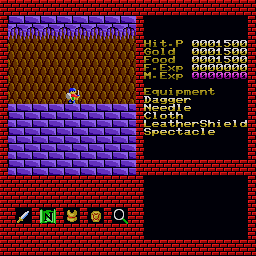 Hit.P 0001500
Gold 0001500
Food 0001500
F.Exp 0000000
M.Exp 0000000
Equipment
Dagger
Needle
Cloth
LeatherShield
Spectacle